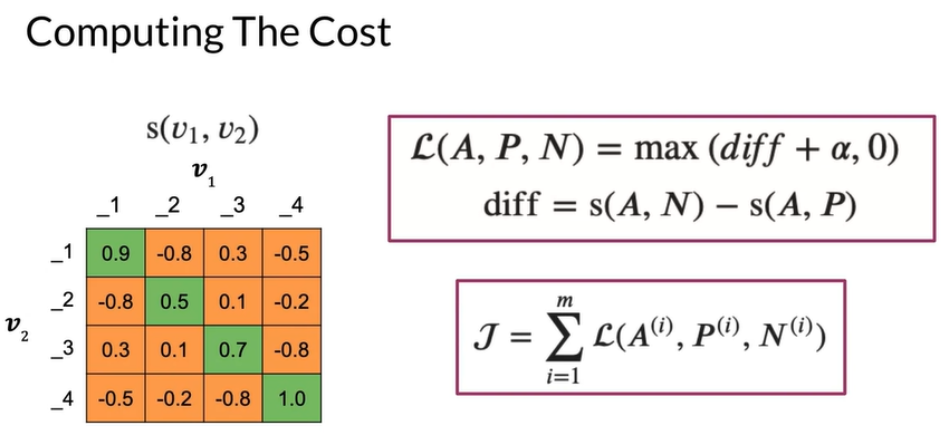 Computing The Cost
s(v1, v2)
v1
_1 _2 _3 _4
_1 0.9 -0.8 0.3 -0.5
_2 -0.8 0.5 0.1 -0.2
v2
_3 0.3 0.1 0.7 -0.8
_4 -0.5 -0.2 -0.8 1.0
ℒ(A, P, N) = max (diff + α, 0)
diff = s(A, N) − s(A, P)
𝒥 = ∑_{i=1}^{m} ℒ(A^{(i)}, P^{(i)}, N^{(i)})